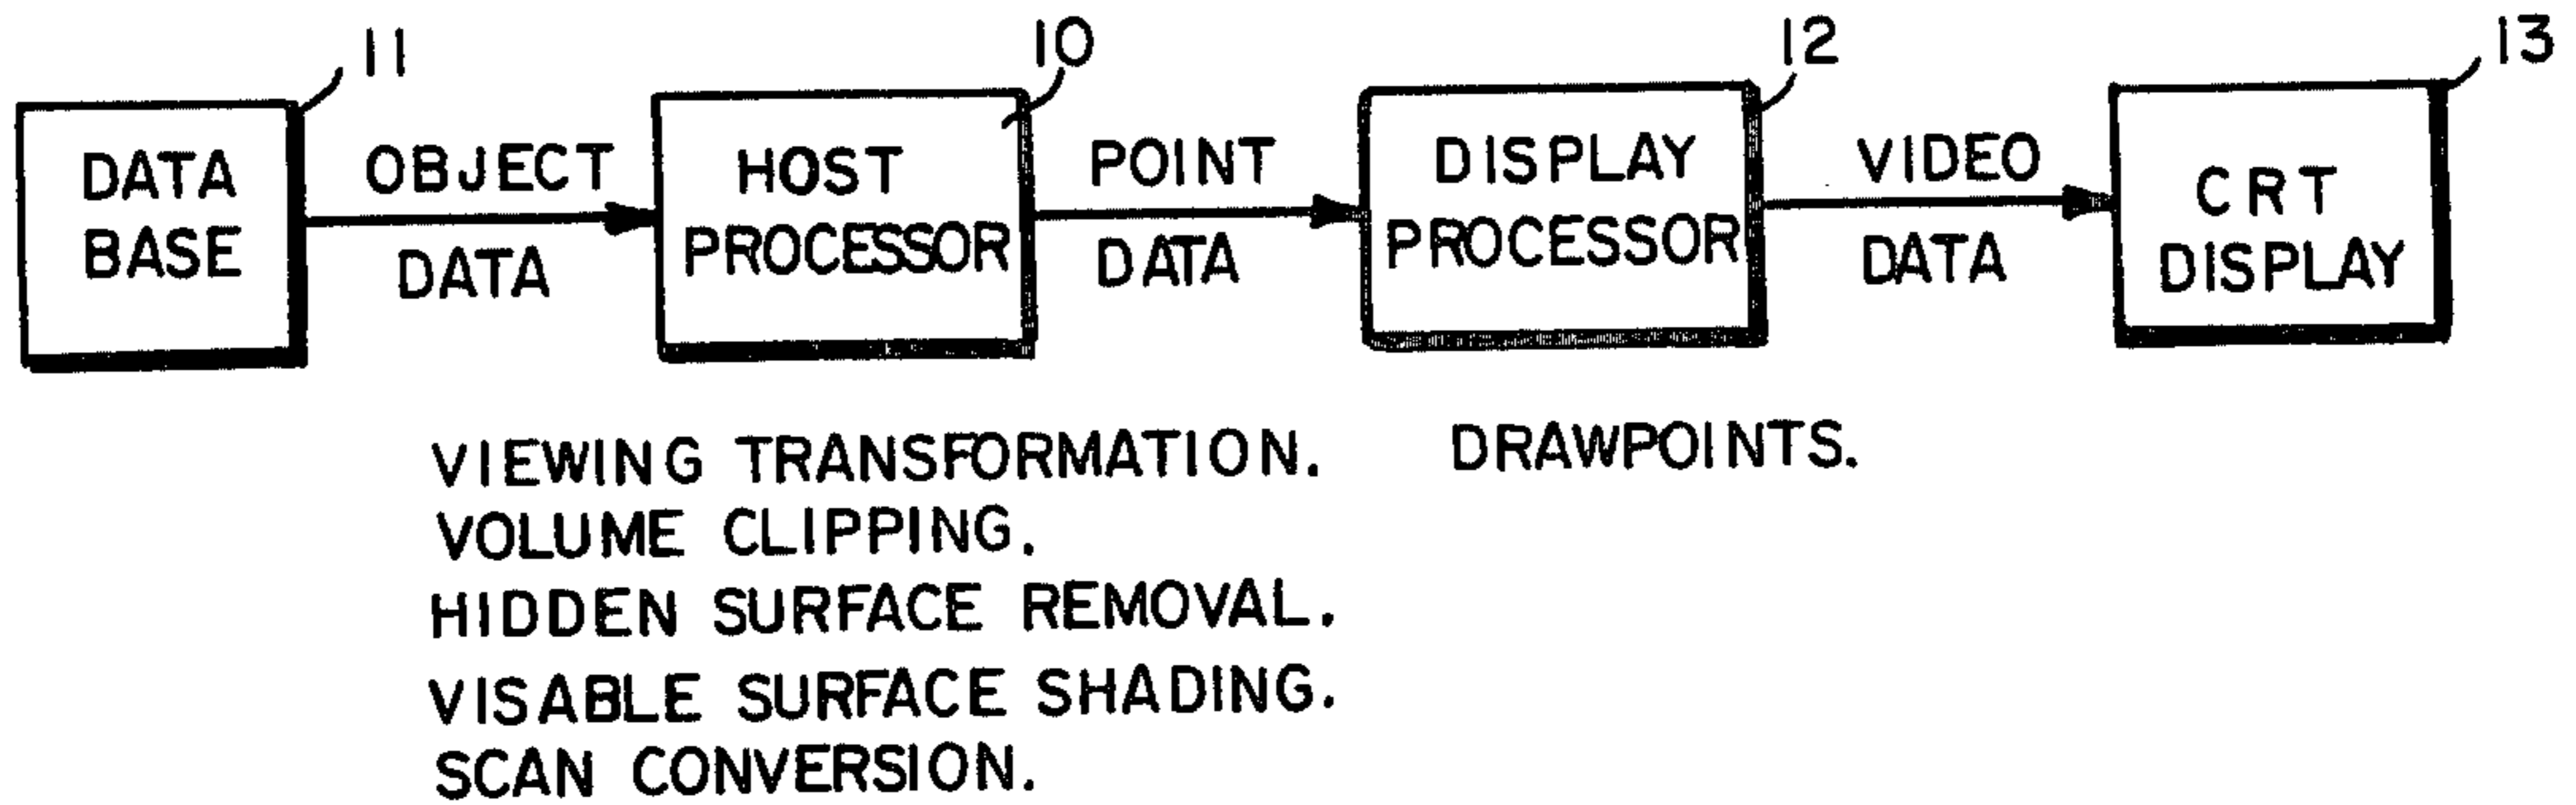 11
10
12
13
DATA
BASE
OBJECT
DATA
HOST
PROCESSOR
POINT
DATA
DISPLAY
PROCESSOR
VIDEO
DATA
CRT
DISPLAY
VIEWING TRANSFORMATION.
VOLUME CLIPPING.
HIDDEN SURFACE REMOVAL.
VISABLE SURFACE SHADING.
SCAN CONVERSION.
DRAWPOINTS.